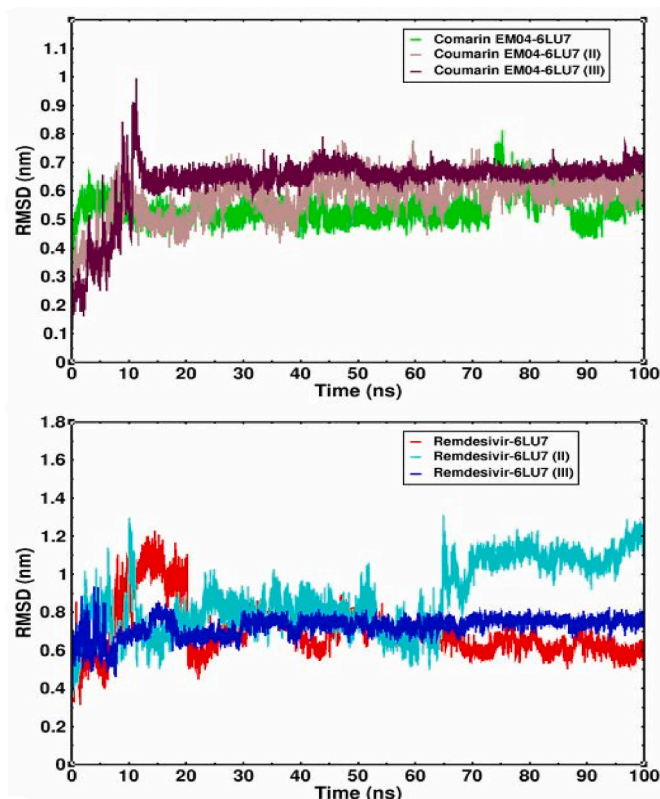 1.2
1.1
1
0.9
0.8
0.7
0.6
0.5
0.4
0.3
0.2
0.1
0
RMSD (nm)
Comarin EM04-6LU7
Coumarin EM04-6LU7 (II)
Coumarin EM04-6LU7 (III)
0 10 20 30 40 50 60 70 80 90 100
Time (ns)
1.8
1.6
1.4
1.2
1
0.8
0.6
0.4
0.2
0
RMSD (nm)
Remdesivir-6LU7
Remdesivir-6LU7 (II)
Remdesivir-6LU7 (III)
0 10 20 30 40 50 60 70 80 90 100
Time (ns)